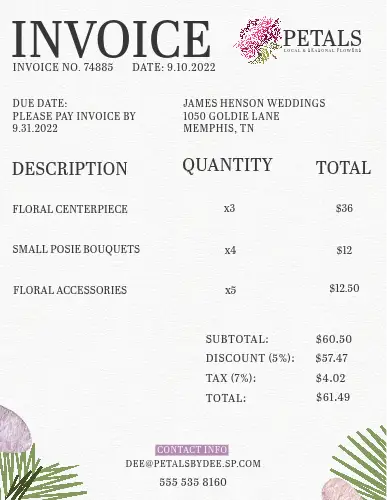 INVOICE
PETALS
LOCAL & SEASONAL FLOWERS
INVOICE NO. 74885 DATE: 9.10.2022
DUE DATE:
PLEASE PAY INVOICE BY
9.31.2022
JAMES HENSON WEDDINGS
1050 GOLDIE LANE
MEMPHIS, TN
DESCRIPTION QUANTITY TOTAL
FLORAL CENTERPIECE x3 $36
SMALL POSIE BOUQUETS x4 $12
FLORAL ACCESSORIES x5 $12.50
SUBTOTAL: $60.50
DISCOUNT (5%): $57.47
TAX (7%): $4.02
TOTAL: $61.49
CONTACT INFO
DEE@PETALSBYDEE.SP.COM
555 535 8160